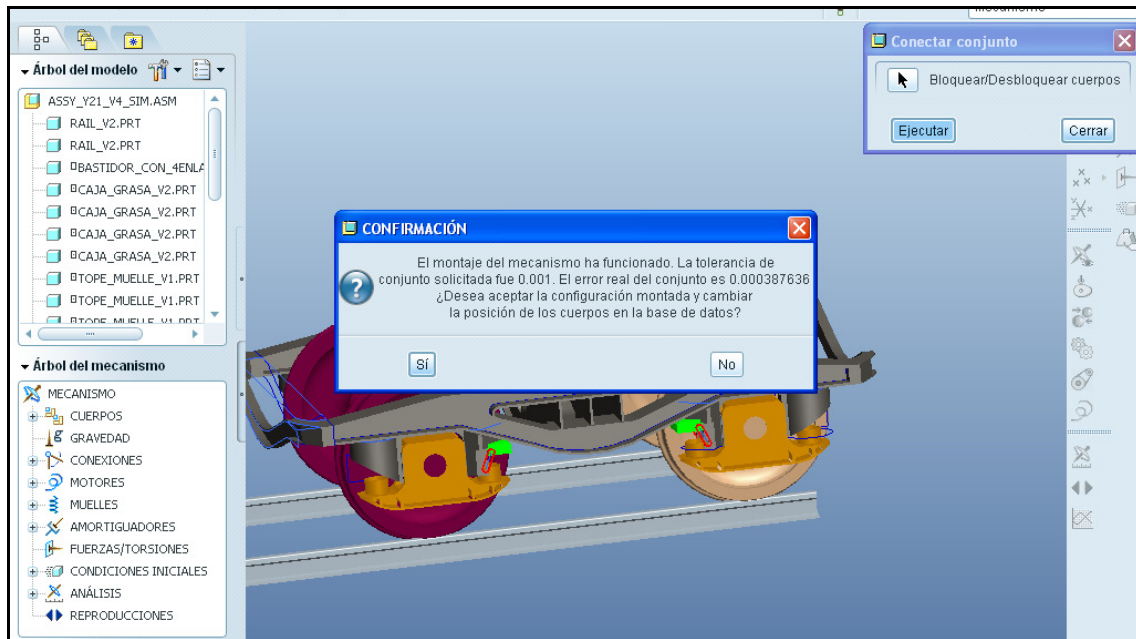 Mecanismo
Conectar conjunto
Bloquear/Desbloquear cuerpos
Ejecutar
Cerrar
Árbol del modelo
ASSY_Y21_V4_SIM.ASM
RAIL_V2.PRT
RAIL_V2.PRT
BASTIDOR_CON_4ENLA
CAJA_GRASA_V2.PRT
CAJA_GRASA_V2.PRT
CAJA_GRASA_V2.PRT
CAJA_GRASA_V2.PRT
TOPE_MUELLE_V1.PRT
TOPE_MUELLE_V1.PRT
TOPE_MUELLE_V1.PRT
CONFIRMACIÓN
El montaje del mecanismo ha funcionado. La tolerancia de
conjunto solicitada fue 0.001. El error real del conjunto es 0.000387636
¿Desea aceptar la configuración montada y cambiar
la posición de los cuerpos en la base de datos?
Sí
No
Árbol del mecanismo
MECANISMO
CUERPOS
GRAVEDAD
CONEXIONES
MOTORES
MUELLES
AMORTIGUADORES
FUERZAS/TORSIONES
CONDICIONES INICIALES
ANÁLISIS
REPRODUCCIONES